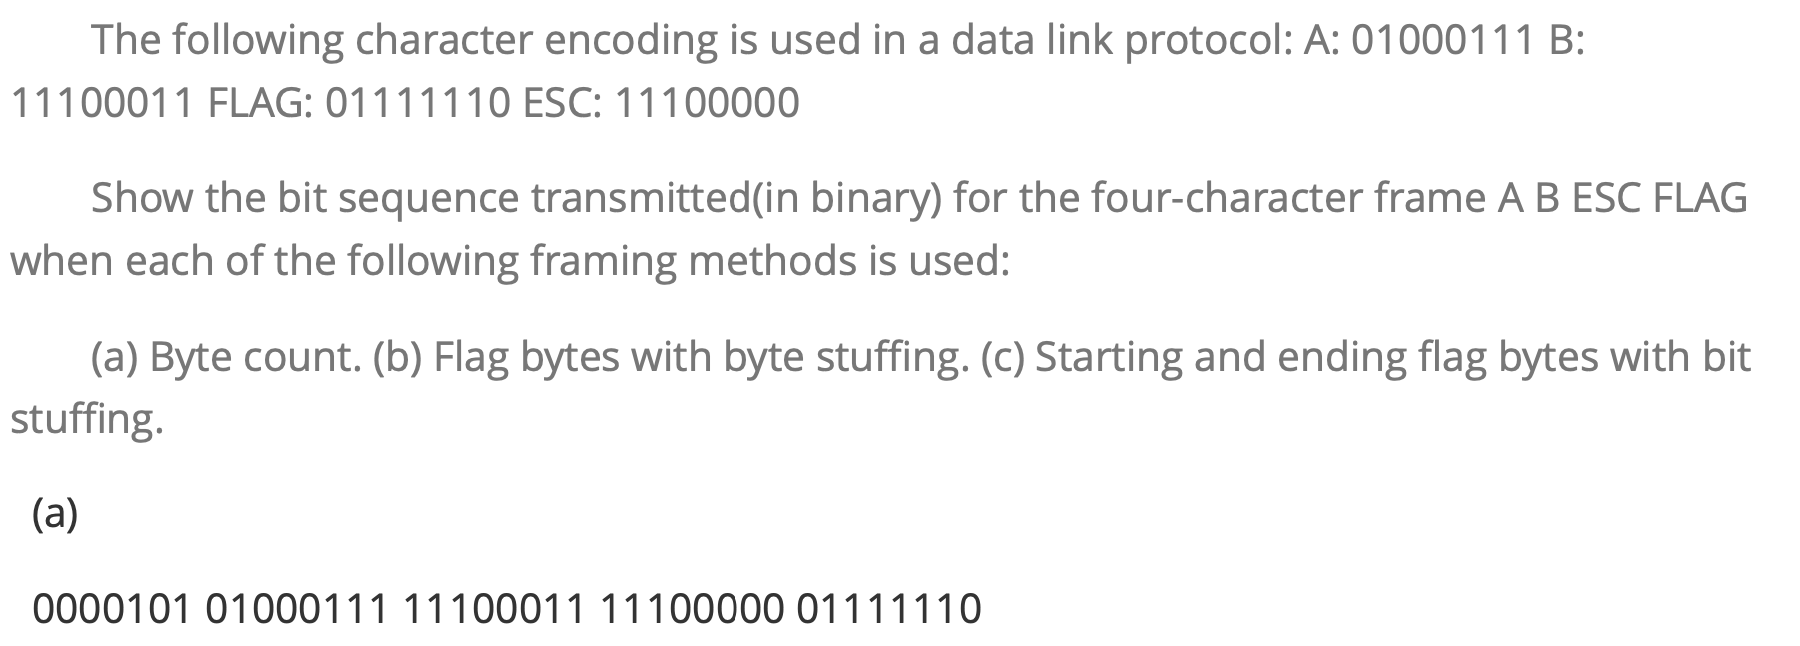 The following character encoding is used in a data link protocol: A: 01000111 B:
11100011 FLAG: 01111110 ESC: 11100000
Show the bit sequence transmitted(in binary) for the four-character frame A B ESC FLAG
when each of the following framing methods is used:
(a) Byte count. (b) Flag bytes with byte stuffing. (c) Starting and ending flag bytes with bit
stuffing.
(a)
0000101 01000111 11100011 11100000 01111110